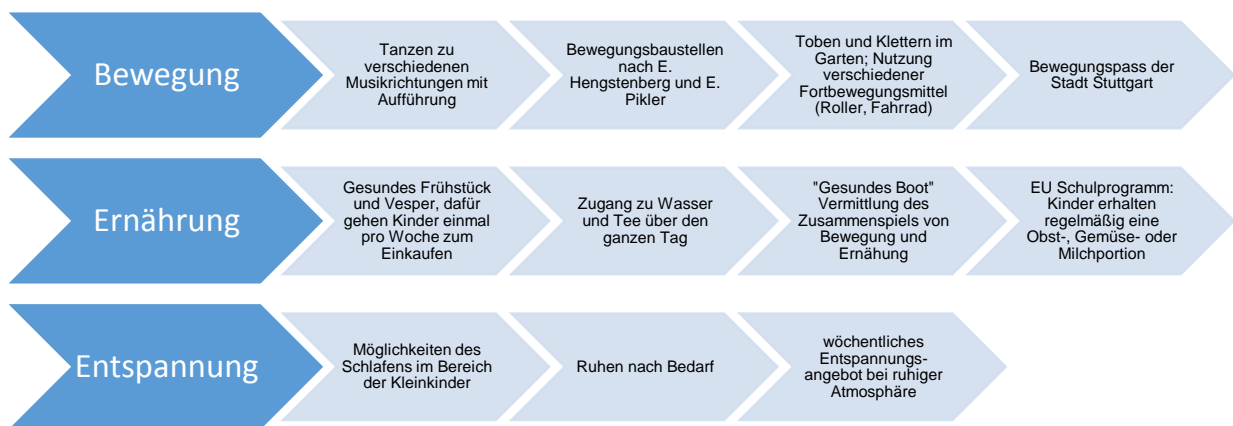 Bewegung
Tanzen zu
verschiedenen
Musikrichtungen mit
Aufführung
Bewegungsbaustellen
nach E.
Hengstenberg und E.
Pikler
Toben und Klettern im
Garten; Nutzung
verschiedener
Fortbewegungsmittel
(Roller, Fahrrad)
Bewegungspass der
Stadt Stuttgart
Ernährung
Gesundes Frühstück
und Vesper, dafür
gehen Kinder einmal
pro Woche zum
Einkaufen
Zugang zu Wasser
und Tee über den
ganzen Tag
"Gesundes Boot"
Vermittlung des
Zusammenspiels von
Bewegung und
Ernähung
EU Schulprogramm:
Kinder erhalten
regelmäßig eine
Obst-, Gemüse- oder
Milchportion
Entspannung
Möglichkeiten des
Schlafens im Bereich
der Kleinkinder
Ruhen nach Bedarf
wöchentliches
Entspannungs-
angebot bei ruhiger
Atmosphäre